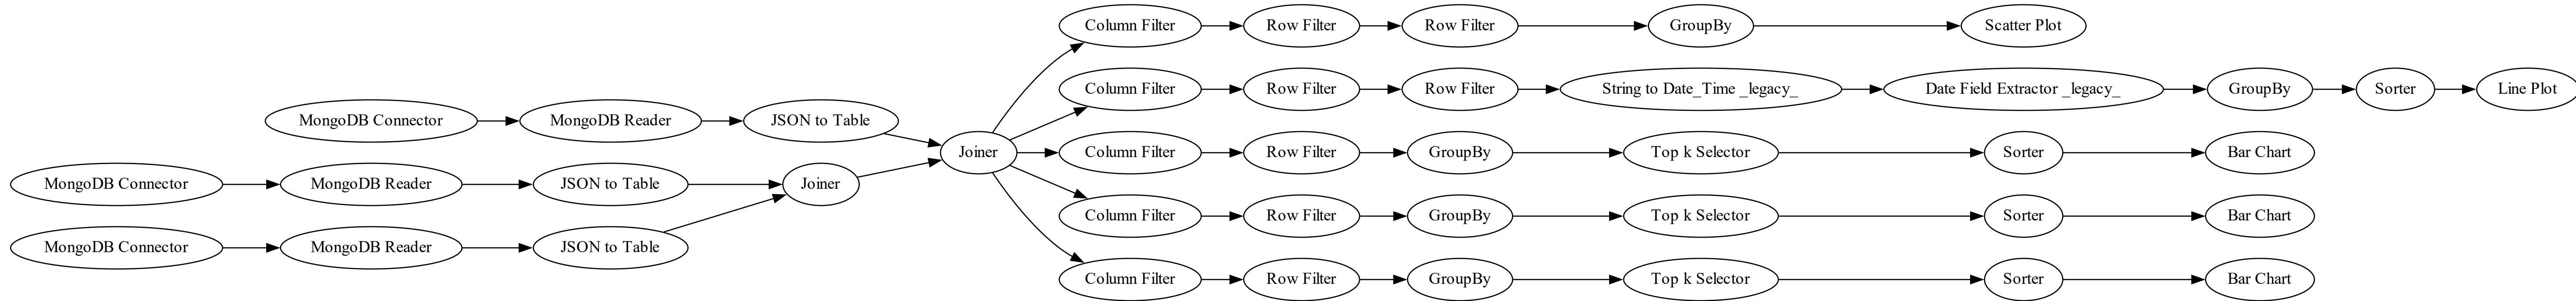 Column Filter Row Filter Row Filter GroupBy Scatter Plot
Column Filter Row Filter Row Filter String to Date_Time _legacy_ Date Field Extractor _legacy_ GroupBy Sorter Line Plot
MongoDB Connector MongoDB Reader JSON to Table
Joiner Column Filter Row Filter GroupBy Top k Selector Sorter Bar Chart
MongoDB Connector MongoDB Reader JSON to Table Joiner
Column Filter Row Filter GroupBy Top k Selector Sorter Bar Chart
MongoDB Connector MongoDB Reader JSON to Table
Column Filter Row Filter GroupBy Top k Selector Sorter Bar Chart